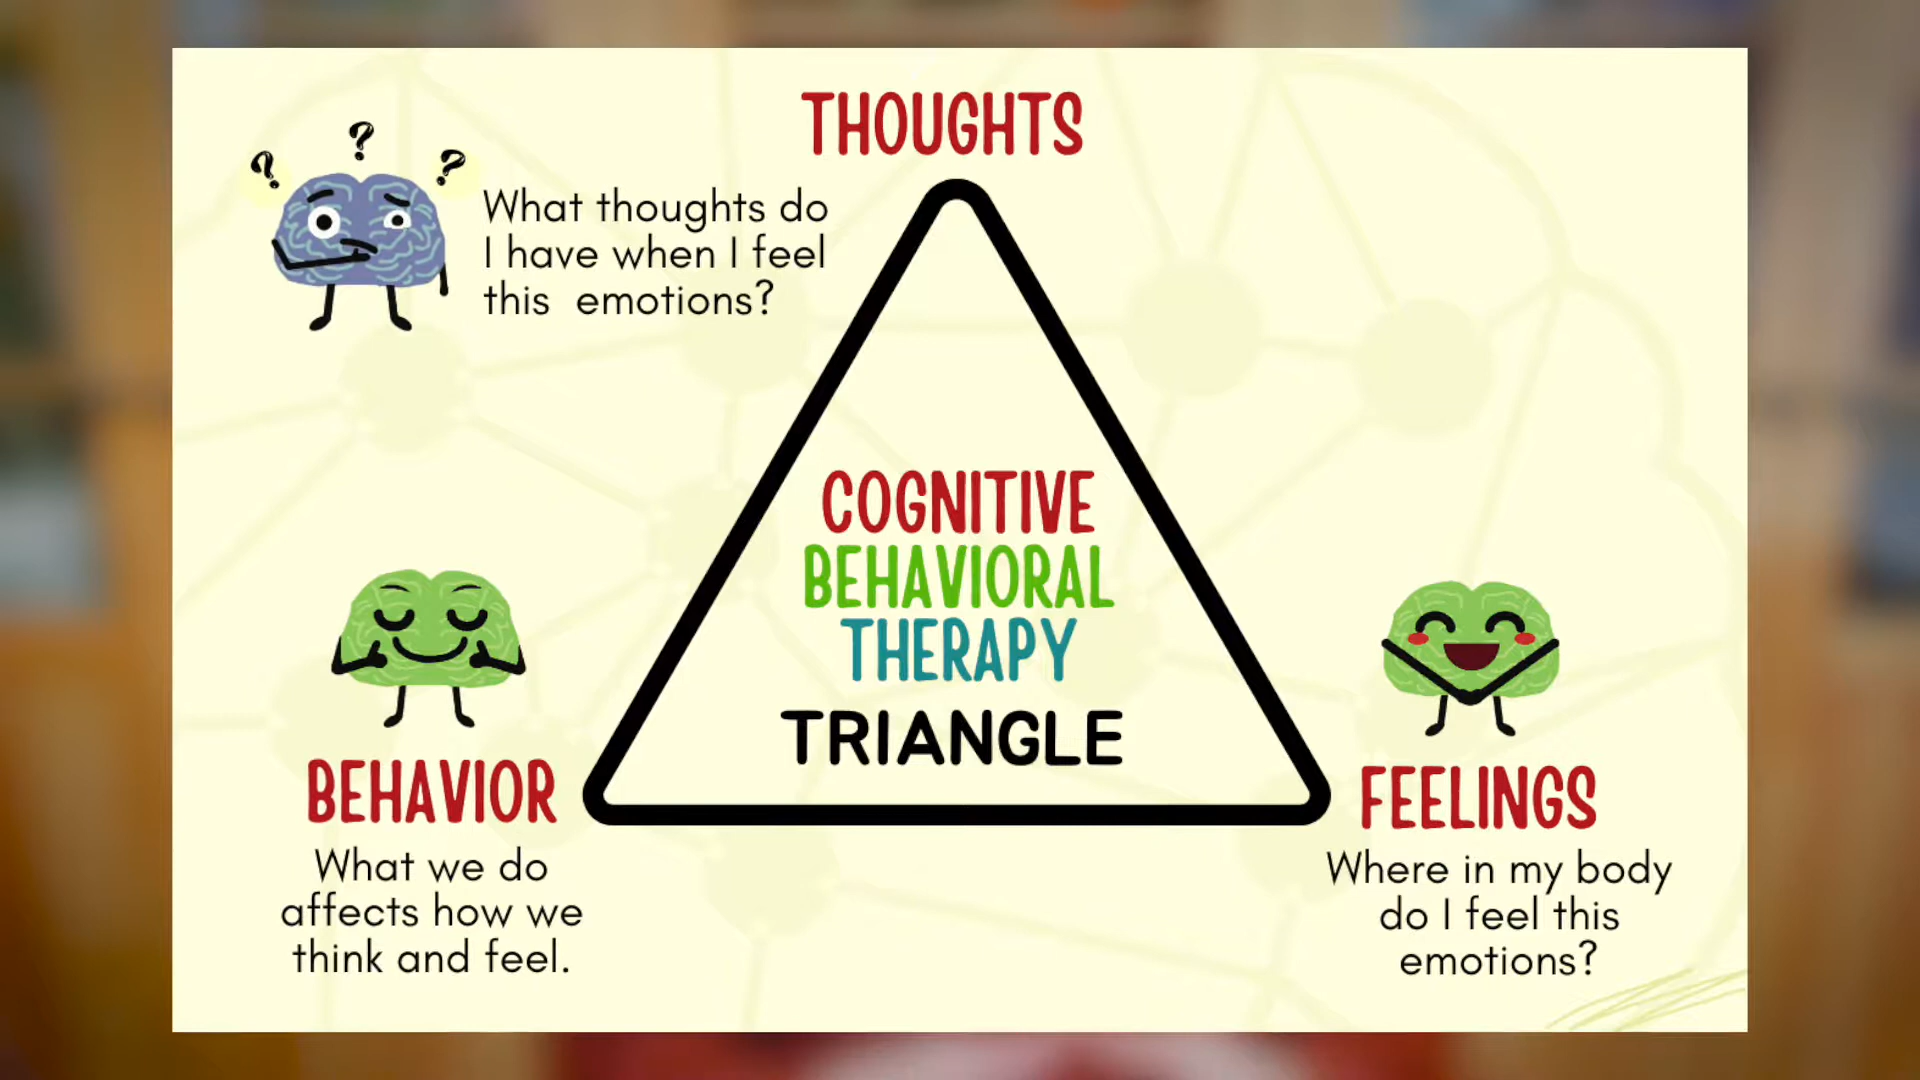 THOUGHTS
? ? ?
What thoughts do
I have when I feel
this emotions?
COGNITIVE
BEHAVIORAL
THERAPY
TRIANGLE
BEHAVIOR
What we do
affects how we
think and feel.
FEELINGS
Where in my body
do I feel this
emotions?